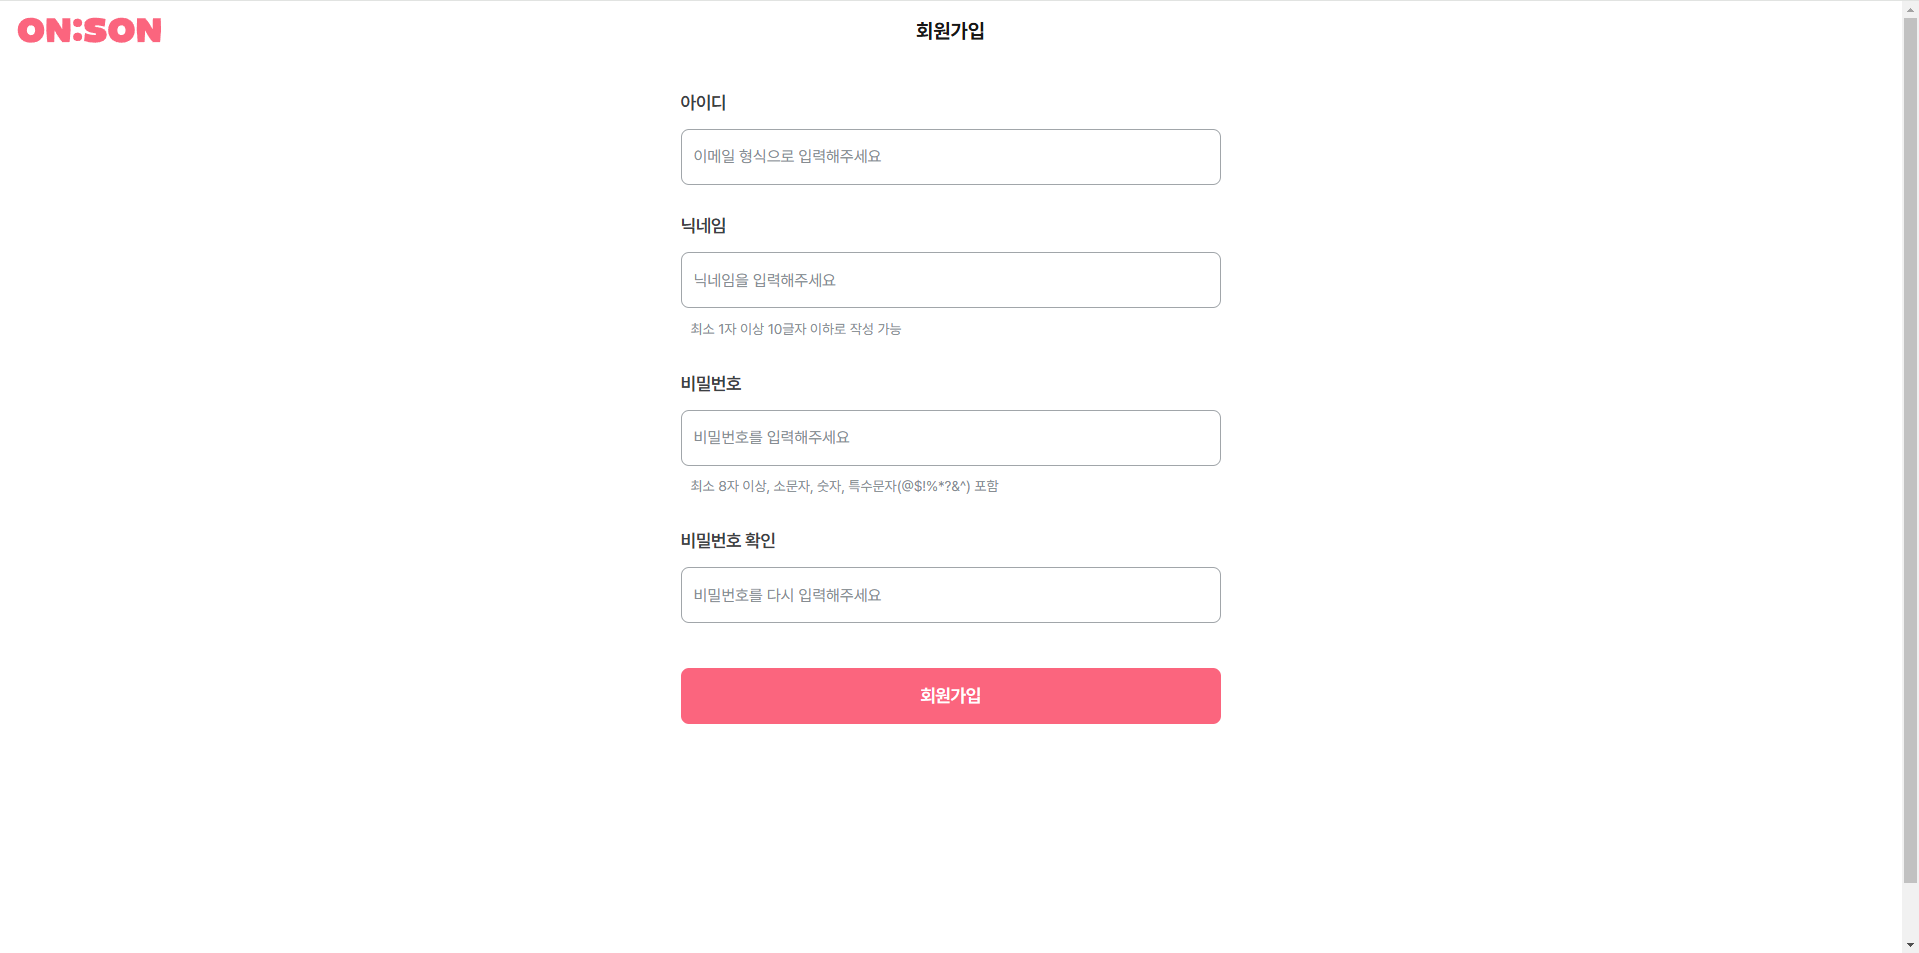 ON:SON
회원가입
아이디
이메일 형식으로 입력해주세요
닉네임
닉네임을 입력해주세요
최소 1자 이상 10글자 이하로 작성 가능
비밀번호
비밀번호를 입력해주세요
최소 8자 이상, 소문자, 숫자, 특수문자(@$!%*?&^) 포함
비밀번호 확인
비밀번호를 다시 입력해주세요
회원가입